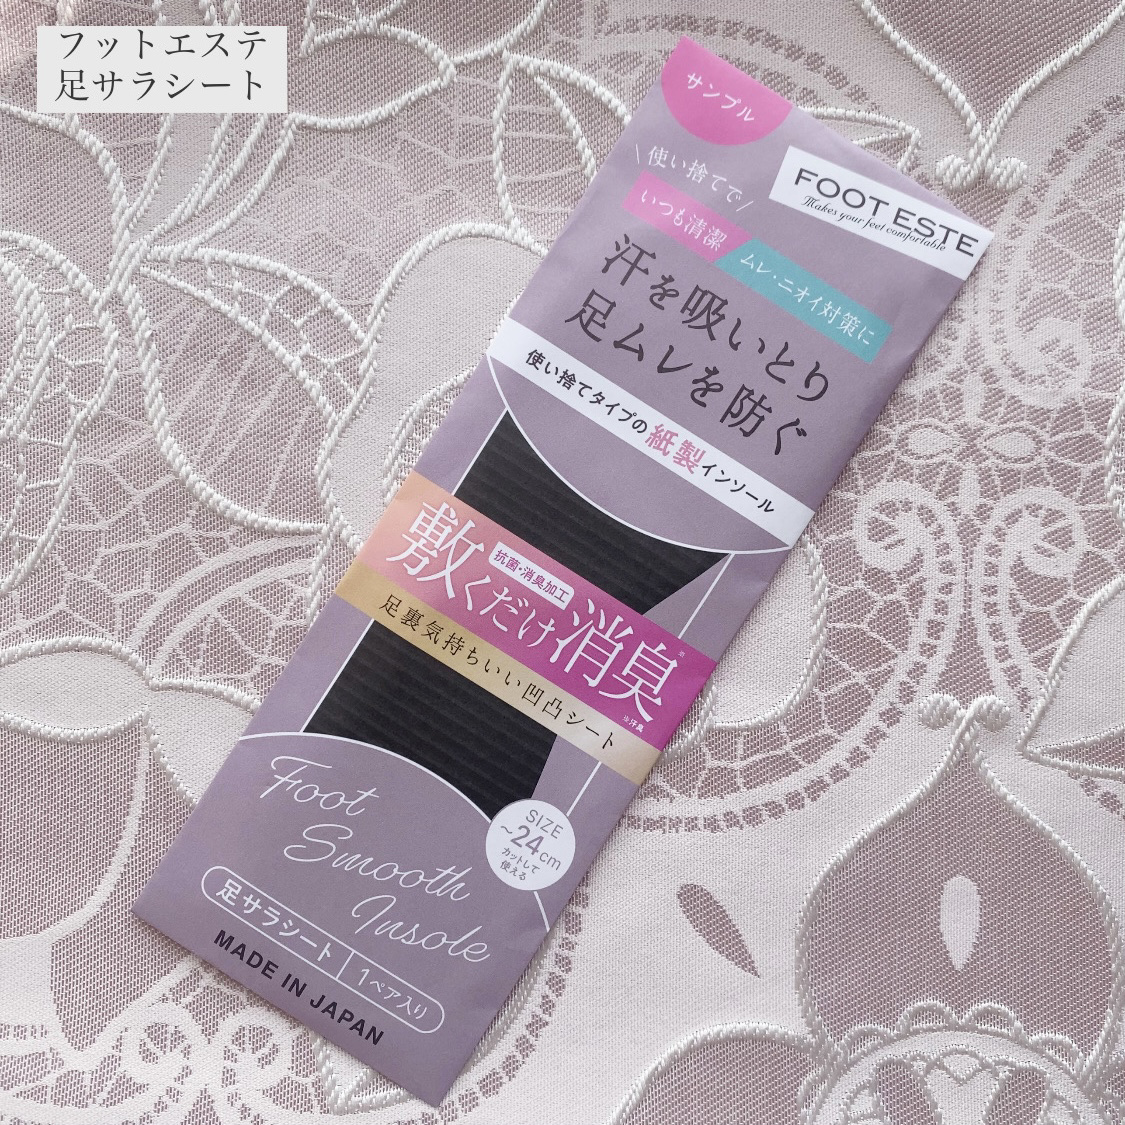 フットエステ
足サラシート
サンプル
使い捨てで
FOOT ESTE
Makes your feel comfortable
いつも清潔
ムレ・ニオイ対策に
汗を吸いとり
足ムレを防ぐ
使い捨てタイプの紙製インソール
抗菌・消臭加工
敷くだけ消臭※
※汗臭
足裏気持ちいい凹凸シート
SIZE
～24cm
カットして
使える
Foot
Smooth
Insole
足サラシート 1ペア入り
MADE IN JAPAN